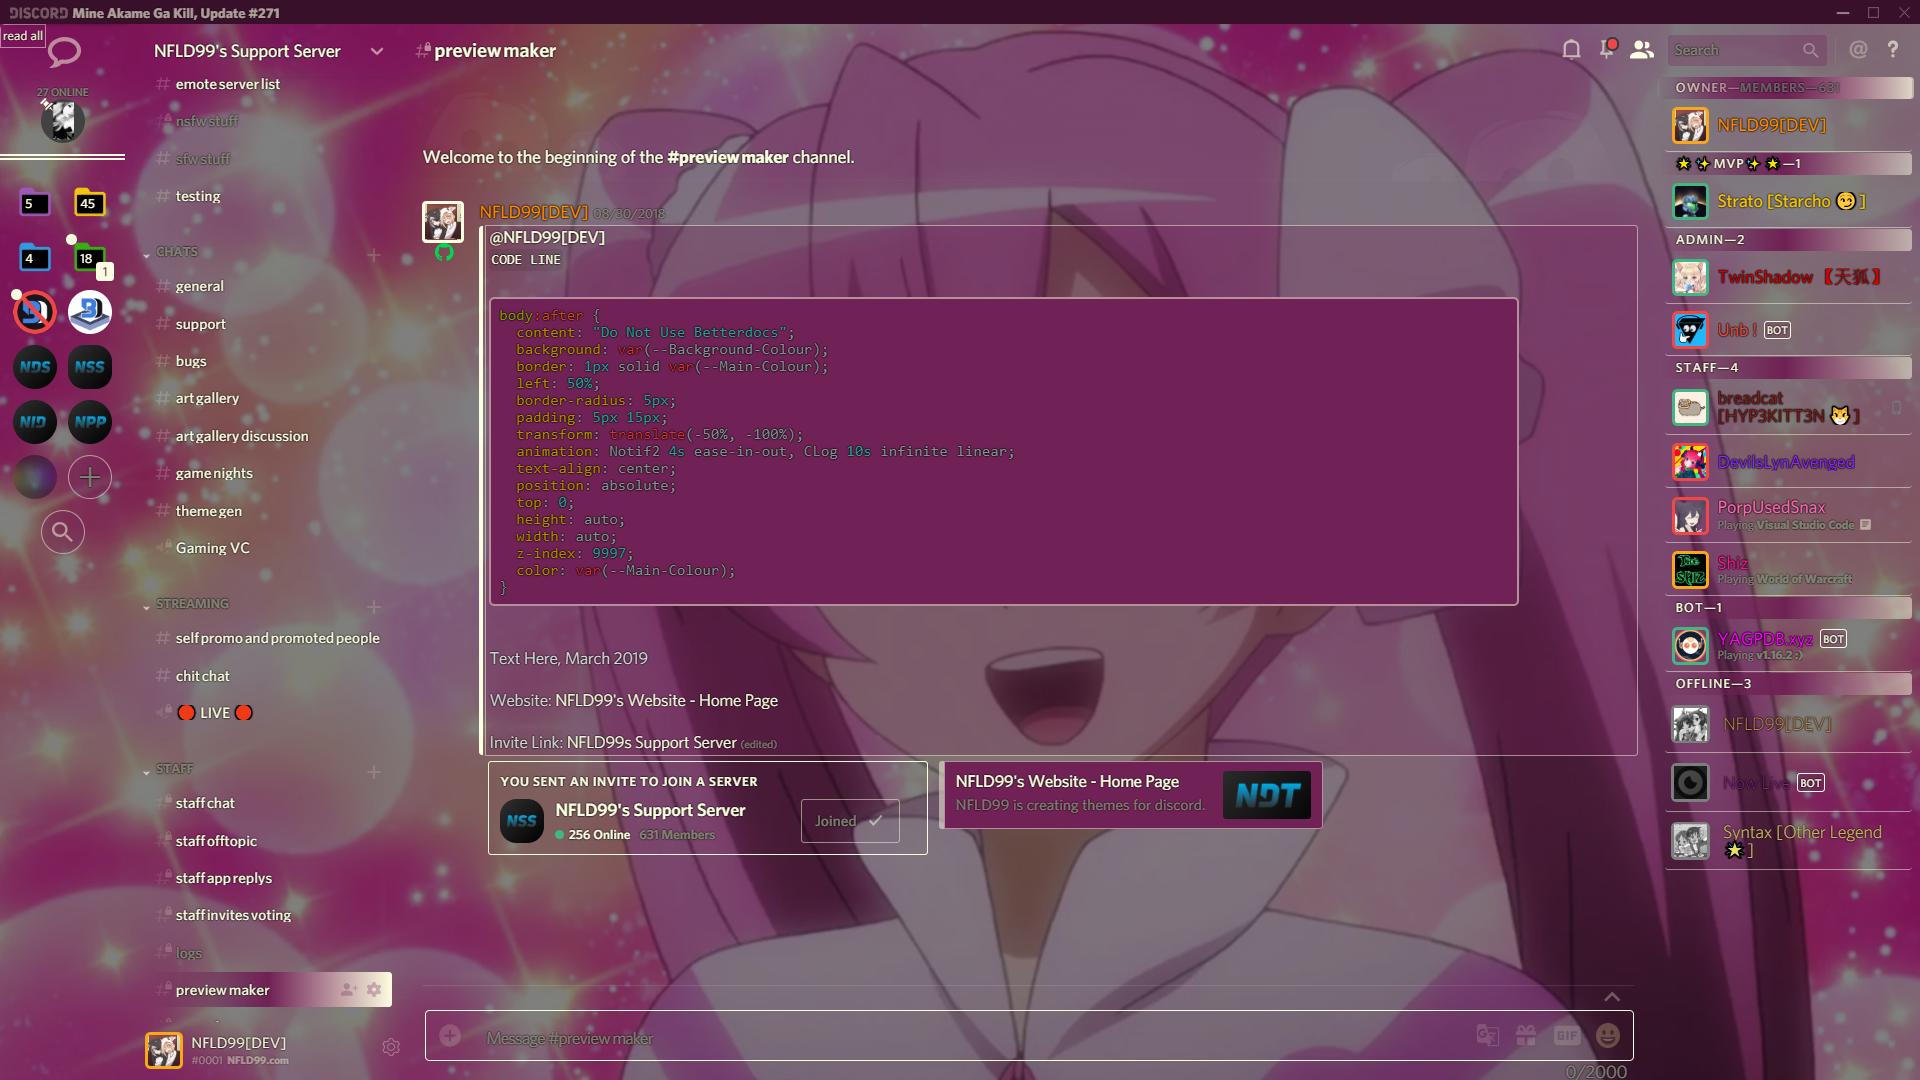 DISCORD Mine Akame Ga Kill, Update #271
read all
27 ONLINE
5
45
4
18
1
NDS
NSS
NID
NPP
NFLD99's Support Server
emote server list
nsfw stuff
sfw stuff
testing
CHATS
general
support
bugs
art gallery
art gallery discussion
game nights
theme gen
Gaming VC
STREAMING
self promo and promoted people
chit chat
🔴 LIVE 🔴
STAFF
staff chat
staff offtopic
staff app replys
staff invites voting
logs
preview maker
NFLD99[DEV]
#0001 NFLD99.com
# preview maker
Search
Welcome to the beginning of the #preview maker channel.
NFLD99[DEV] 08/30/2018
@NFLD99[DEV]
CODE LINE
body:after {
content: "Do Not Use Betterdocs";
background: var(--Background-Colour);
border: 1px solid var(--Main-Colour);
left: 50%;
border-radius: 5px;
padding: 5px 15px;
transform: translate(-50%, -100%);
animation: Notif2 4s ease-in-out, CLog 10s infinite linear;
text-align: center;
position: absolute;
top: 0;
height: auto;
width: auto;
z-index: 9997;
color: var(--Main-Colour);
}
Text Here, March 2019
Website: NFLD99's Website - Home Page
Invite Link: NFLD99s Support Server (edited)
YOU SENT AN INVITE TO JOIN A SERVER
NSS
NFLD99's Support Server
256 Online 631 Members
Joined
NFLD99's Website - Home Page
NFLD99 is creating themes for discord.
NDT
Message #preview maker
GIF
0/2000
OWNER—MEMBERS—631
NFLD99[DEV]
🌟✨MVP✨🌟—1
Strato [Starcho 😏]
ADMIN—2
TwinShadow 【天狐】
Unb ! BOT
STAFF—4
breadcat
[HYP3KITT3N 🐱]
DevilsLynAvenged
PorpUsedSnax
Playing Visual Studio Code
The
SHIZ
Shiz
Playing World of Warcraft
BOT—1
YAGPDB.xyz BOT
Playing v1.16.2 :)
OFFLINE—3
NFLD99[DEV]
Now Live BOT
Syntax [Other Legend
🌟]